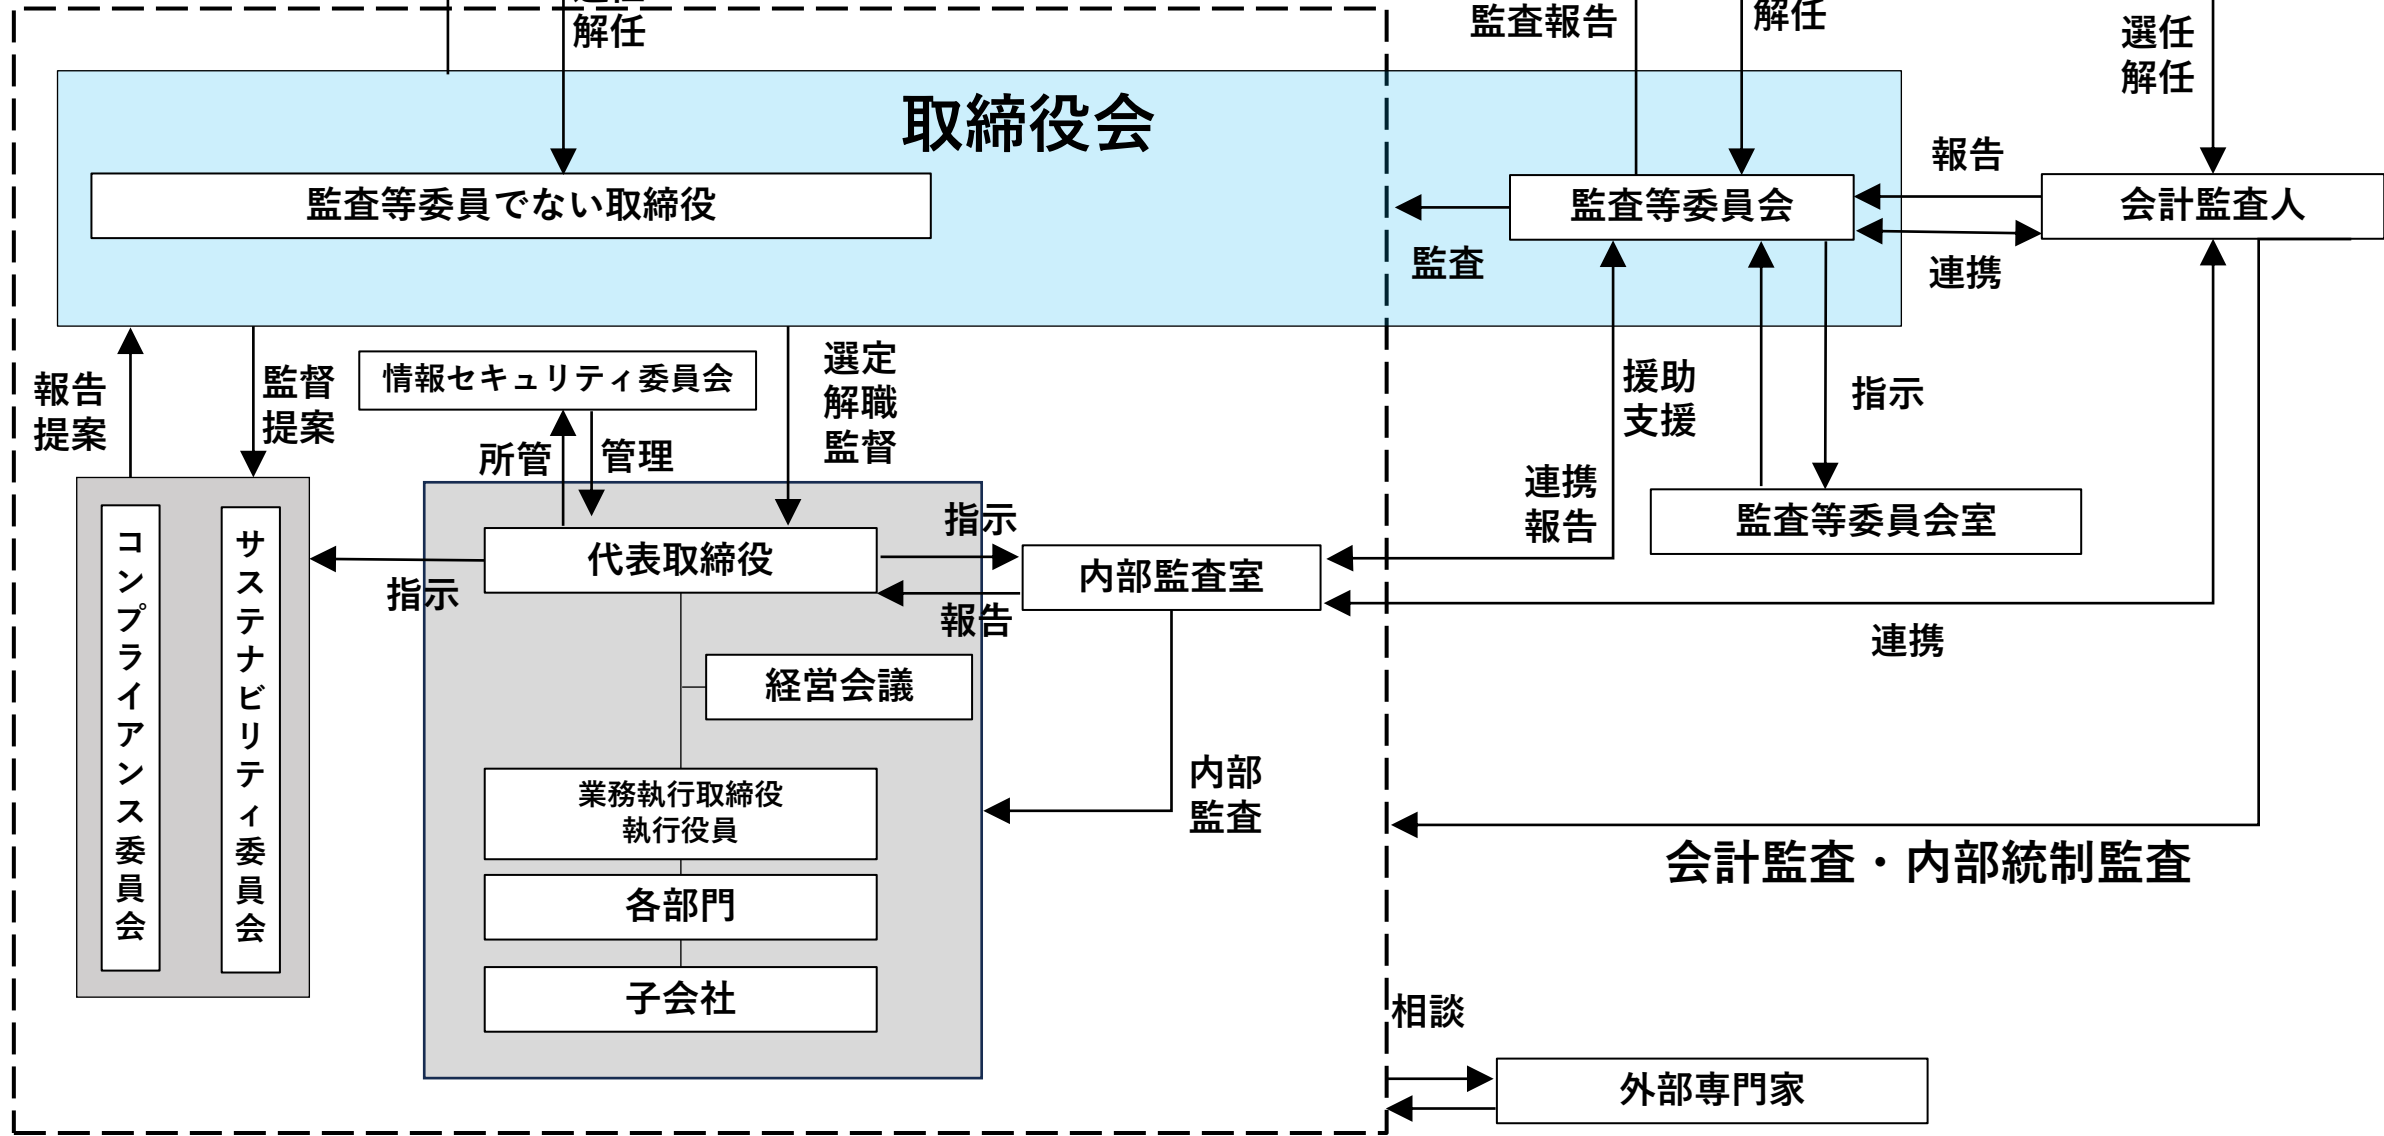 解任
監査報告
解任
選任
解任
取締役会
監査等委員でない取締役
監査等委員会
報告
会計監査人
監査
連携
報告
提案
監督
提案
情報セキュリティ委員会
選定
解職
監督
所管
管理
援助
支援
指示
連携
報告
監査等委員会室
コンプライアンス委員会
サステナビリティ委員会
指示
代表取締役
指示
内部監査室
報告
連携
経営会議
業務執行取締役
執行役員
内部
監査
会計監査・内部統制監査
各部門
子会社
相談
外部専門家